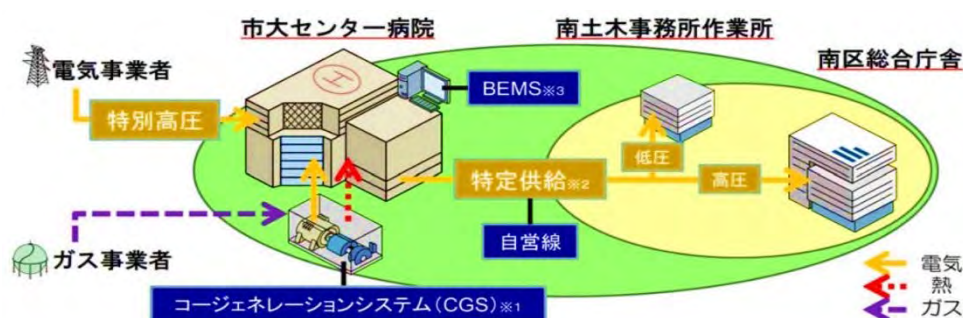 市大センター病院
南土木事務所作業所
南区総合庁舎
電気事業者
BEMS※3
特別高圧
低圧
特定供給※2
高圧
自営線
ガス事業者
コージェネレーションシステム(CGS)※1
電気
熱
ガス